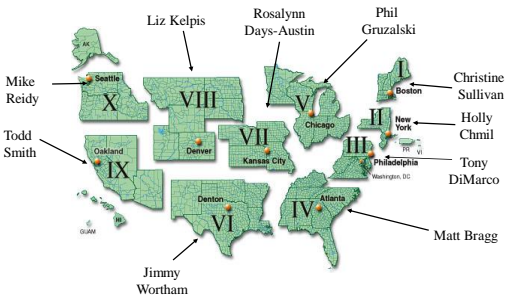 Liz Kelpis
Rosalynn
Days-Austin
Phil
Gruzalski
AK
Mike
Reidy
Seattle
X
VIII
V
Chicago
I
Boston
Christine
Sullivan
II
New
York
Holly
Chmil
PR VI
III
Philadelphia
Washington, DC
Tony
DiMarco
Todd
Smith
Oakland
IX
Denver
VII
Kansas City
HI
GUAM
Denton
VI
Atlanta
IV
Matt Bragg
Jimmy
Wortham